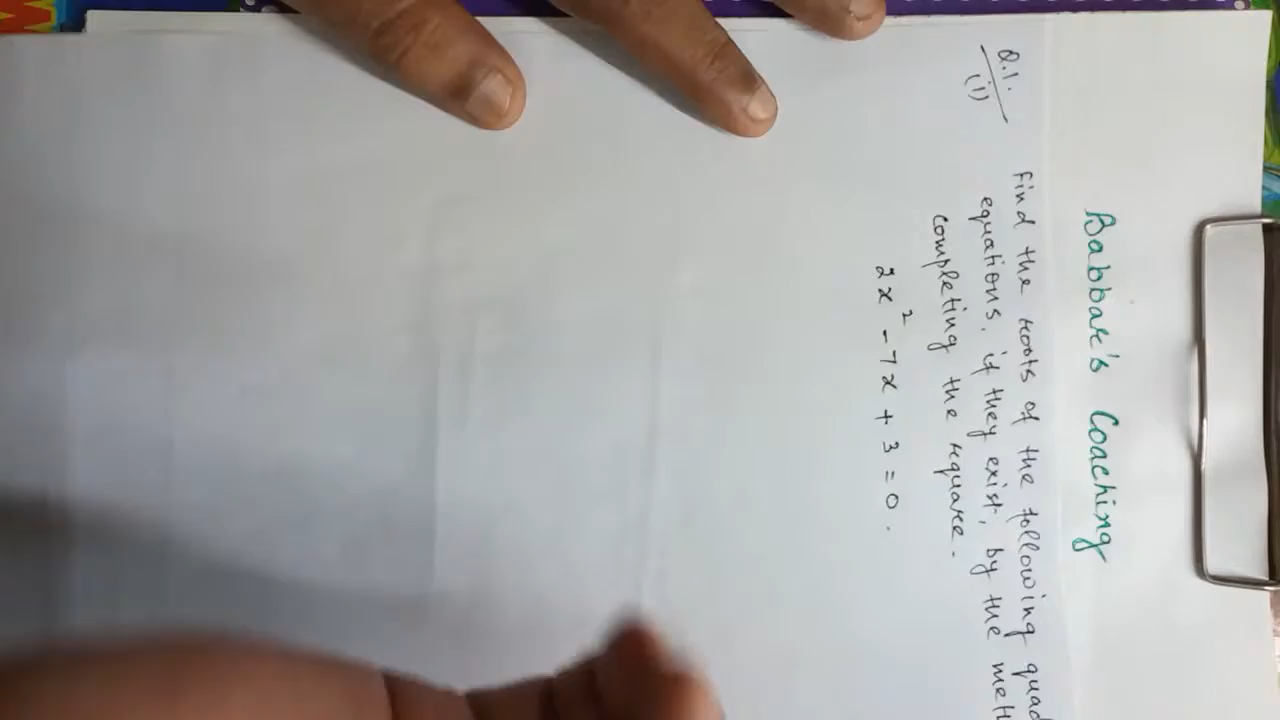 Babbar's Coaching
Q.1. Find the roots of the following quad
(i) equations, if they exist, by the met
completing the square.
2x² - 7x + 3 = 0.